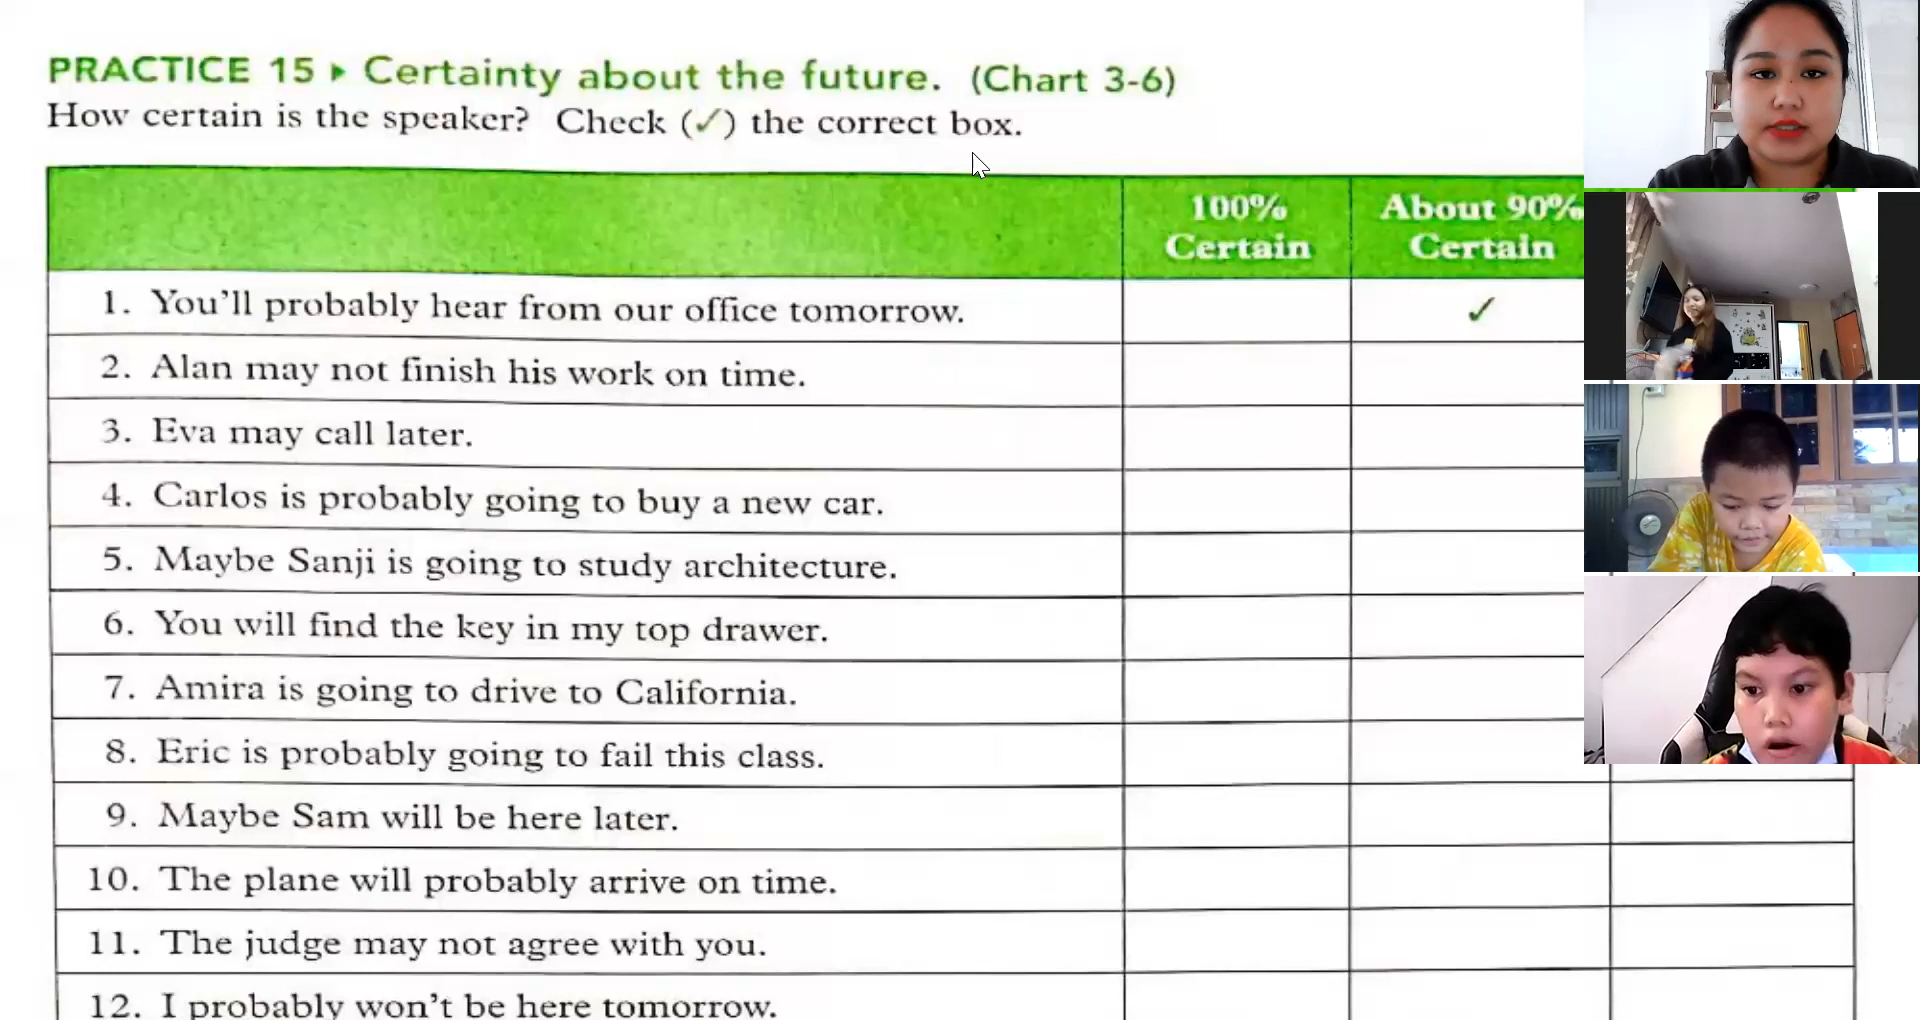 PRACTICE 15 ▸ Certainty about the future. (Chart 3-6)
How certain is the speaker? Check (✓) the correct box.
100% Certain
About 90% Certain
1. You'll probably hear from our office tomorrow. ✓
2. Alan may not finish his work on time.
3. Eva may call later.
4. Carlos is probably going to buy a new car.
5. Maybe Sanji is going to study architecture.
6. You will find the key in my top drawer.
7. Amira is going to drive to California.
8. Eric is probably going to fail this class.
9. Maybe Sam will be here later.
10. The plane will probably arrive on time.
11. The judge may not agree with you.
12. I probably won't be here tomorrow.